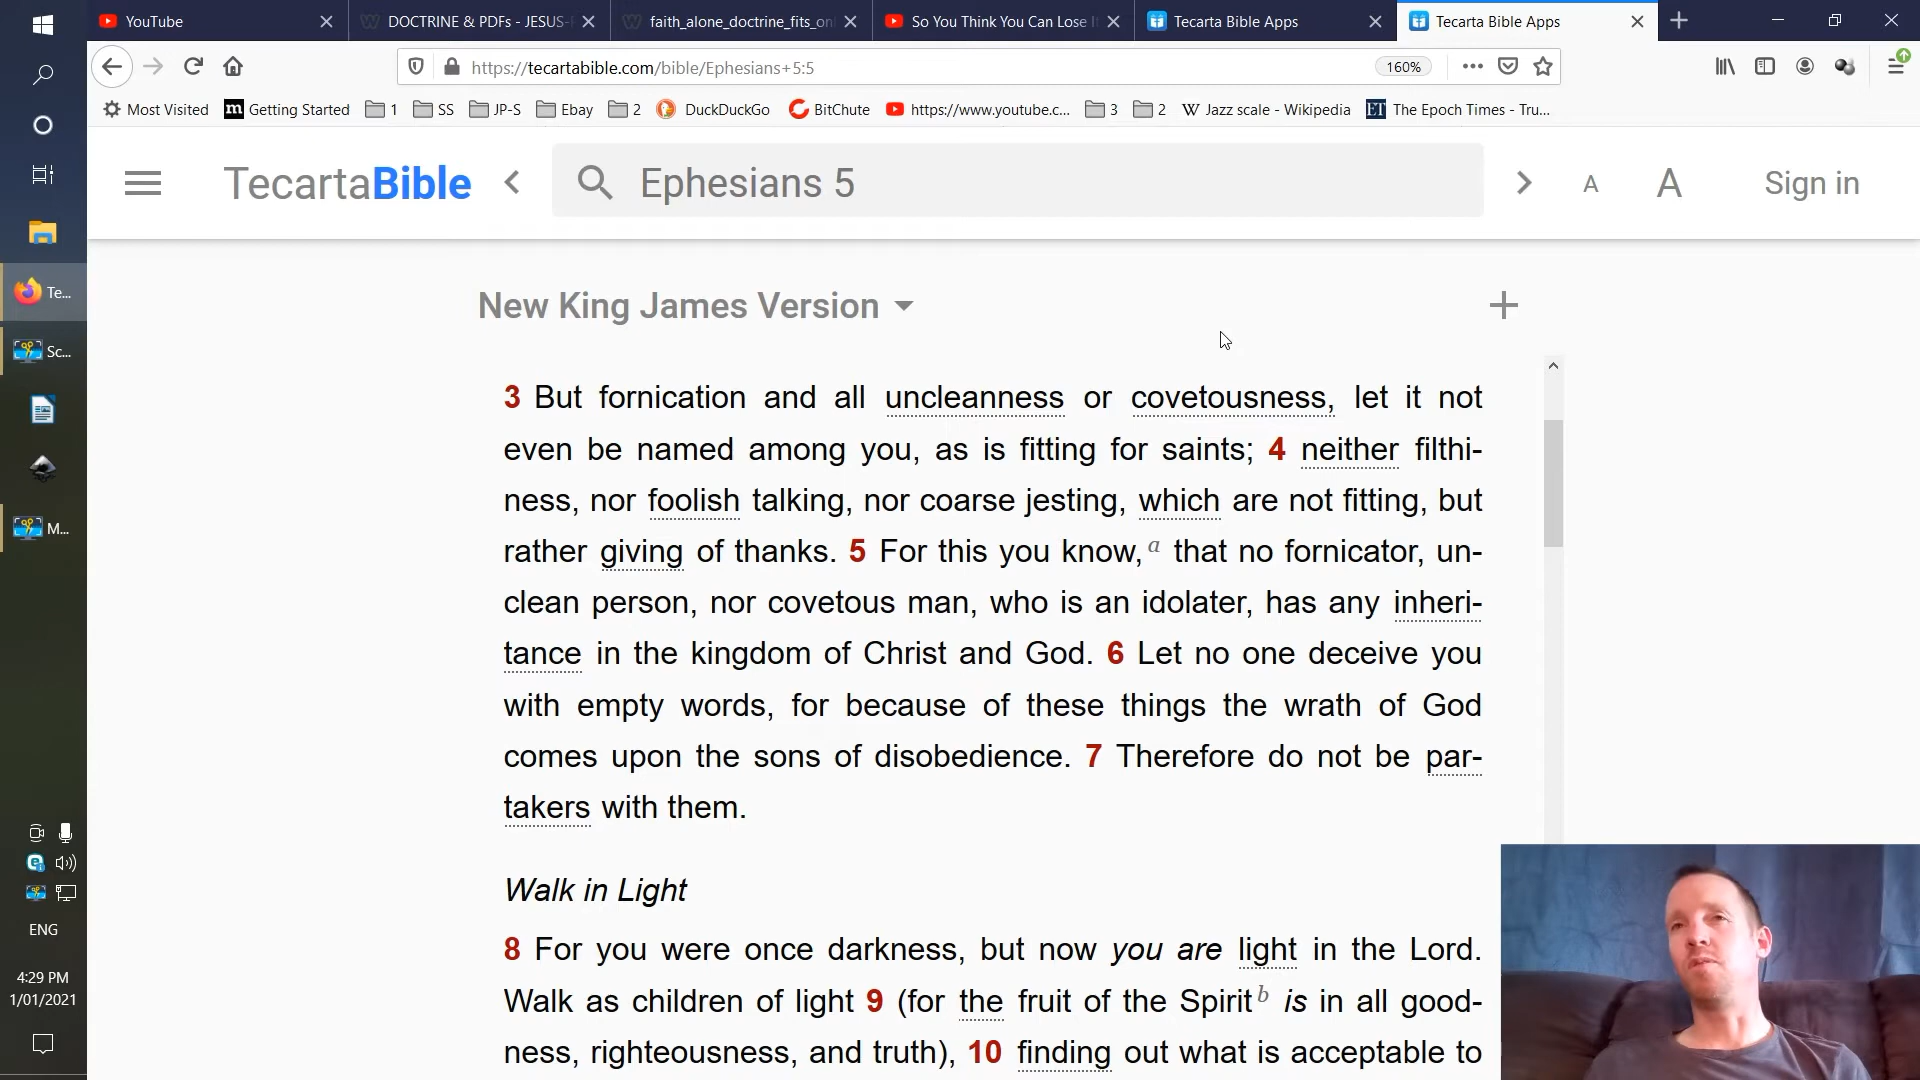 YouTube
DOCTRINE & PDFs - JESUS-
faith_alone_doctrine_fits_on
So You Think You Can Lose I
Tecarta Bible Apps
Tecarta Bible Apps
https://tecartabible.com/bible/Ephesians+5:5
160%
Most Visited
m Getting Started
1
SS
JP-S
Ebay
2
DuckDuckGo
BitChute
https://www.youtube.c...
3
2
W Jazz scale - Wikipedia
ET The Epoch Times - Tru...
TecartaBible
Ephesians 5
A
A
Sign in
Te...
Sc...
M...
New King James Version
3 But fornication and all uncleanness or covetousness, let it not
even be named among you, as is fitting for saints; 4 neither filthi-
ness, nor foolish talking, nor coarse jesting, which are not fitting, but
rather giving of thanks. 5 For this you know,a that no fornicator, un-
clean person, nor covetous man, who is an idolater, has any inheri-
tance in the kingdom of Christ and God. 6 Let no one deceive you
with empty words, for because of these things the wrath of God
comes upon the sons of disobedience. 7 Therefore do not be par-
takers with them.
Walk in Light
8 For you were once darkness, but now you are light in the Lord.
Walk as children of light 9 (for the fruit of the Spiritb is in all good-
ness, righteousness, and truth), 10 finding out what is acceptable to
ENG
4:29 PM
1/01/2021